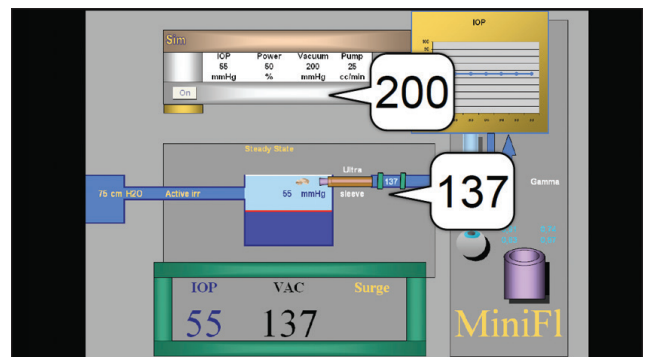 Sim
IOP Power Vacuum Pump
55 50 200 25
mmHg % mmHg cc/min
On
IOP
200
Steady State
Ultra
75 cm H2O Active irr
55 mmHg sleeve 137
137
Gamma
IOP VAC Surge
55 137
MiniFl